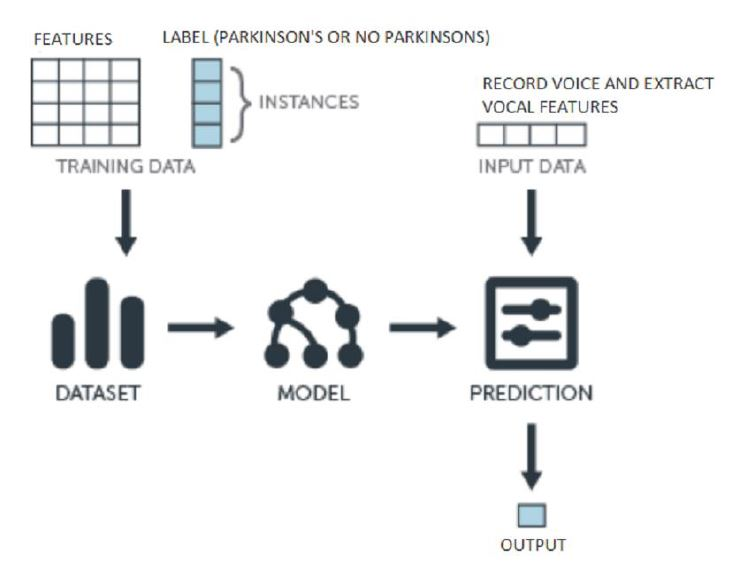 FEATURES
LABEL (PARKINSON'S OR NO PARKINSONS)
INSTANCES
TRAINING DATA
RECORD VOICE AND EXTRACT
VOCAL FEATURES
INPUT DATA
DATASET
MODEL
PREDICTION
OUTPUT